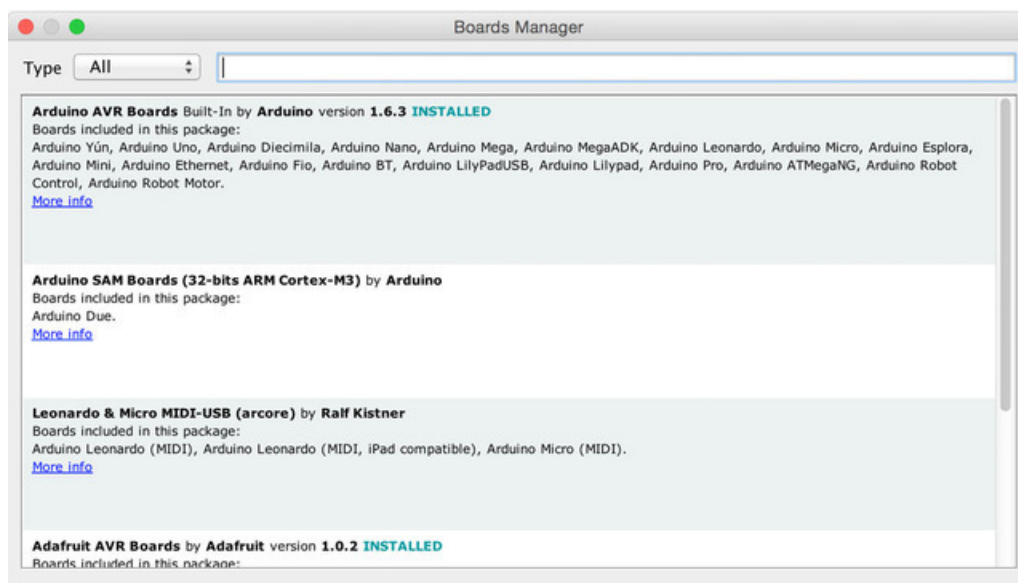 Boards Manager
Type All
Arduino AVR Boards Built-In by Arduino version 1.6.3 INSTALLED
Boards included in this package:
Arduino Yún, Arduino Uno, Arduino Diecimila, Arduino Nano, Arduino Mega, Arduino MegaADK, Arduino Leonardo, Arduino Micro, Arduino Esplora,
Arduino Mini, Arduino Ethernet, Arduino Fio, Arduino BT, Arduino LilyPadUSB, Arduino Lilypad, Arduino Pro, Arduino ATMegaNG, Arduino Robot
Control, Arduino Robot Motor.
More info
Arduino SAM Boards (32-bits ARM Cortex-M3) by Arduino
Boards included in this package:
Arduino Due.
More info
Leonardo & Micro MIDI-USB (arcore) by Ralf Kistner
Boards included in this package:
Arduino Leonardo (MIDI), Arduino Leonardo (MIDI, iPad compatible), Arduino Micro (MIDI).
More info
Adafruit AVR Boards by Adafruit version 1.0.2 INSTALLED
Boards included in this package: